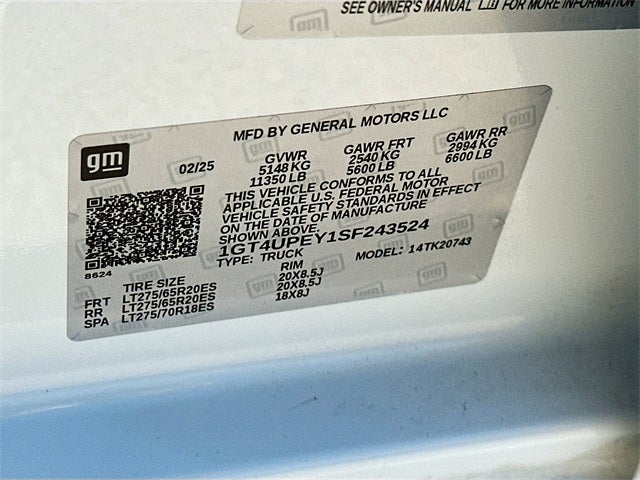 SEE OWNER'S MANUAL FOR MORE INFORMATION
MFD BY GENERAL MOTORS LLC
gm
02/25
GVWR GAWR FRT GAWR RR
5148 KG 2540 KG 2994 KG
11350 LB 5600 LB 6600 LB
THIS VEHICLE CONFORMS TO ALL
APPLICABLE U.S. FEDERAL MOTOR
VEHICLE SAFETY STANDARDS IN EFFECT
ON THE DATE OF MANUFACTURE
SHOWN ABOVE.
1GT4UPEY1SF243524
TYPE: TRUCK MODEL: 14TK20743
8624
TIRE SIZE RIM
FRT LT275/65R20ES 20X8.5J
RR LT275/65R20ES 20X8.5J
SPA LT275/70R18ES 18X8J